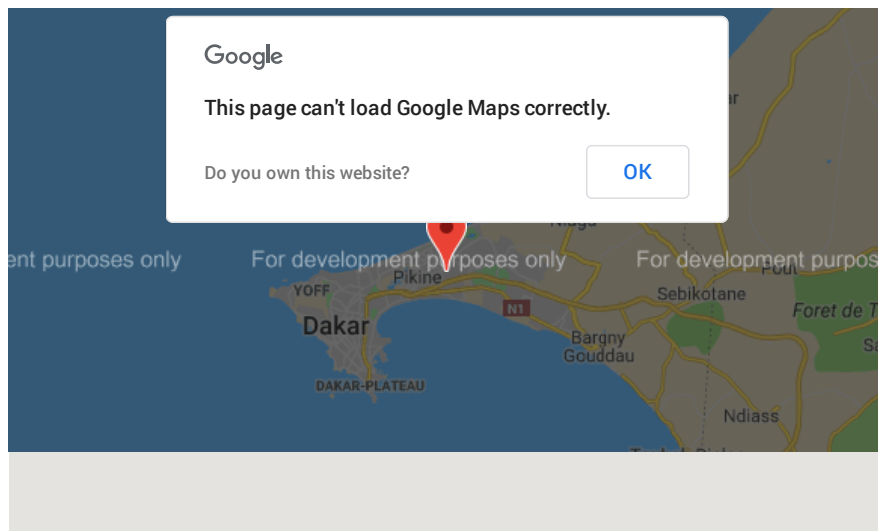 Google
This page can't load Google Maps correctly.
Do you own this website?
OK
ent purposes only
For development purposes only
For development purpos
Pikine
Pout
YOFF
Sebikotane
N1
Foret de T
Dakar
Bargny
Gouddau
DAKAR-PLATEAU
Ndiass